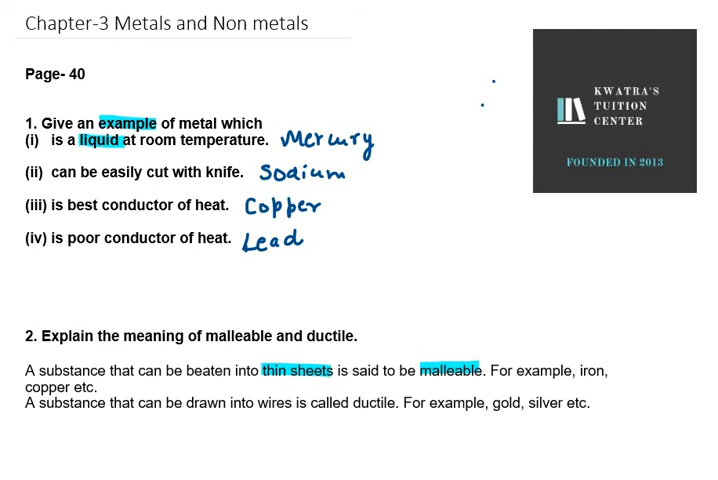 Chapter-3 Metals and Non metals
Page- 40
KWATRA'S
TUITION
CENTER
FOUNDED IN 2013
1. Give an example of metal which
(i) is a liquid at room temperature. Mercury
(ii) can be easily cut with knife. Sodium
(iii) is best conductor of heat. Copper
(iv) is poor conductor of heat. Lead
2. Explain the meaning of malleable and ductile.
A substance that can be beaten into thin sheets is said to be malleable. For example, iron,
copper etc.
A substance that can be drawn into wires is called ductile. For example, gold, silver etc.